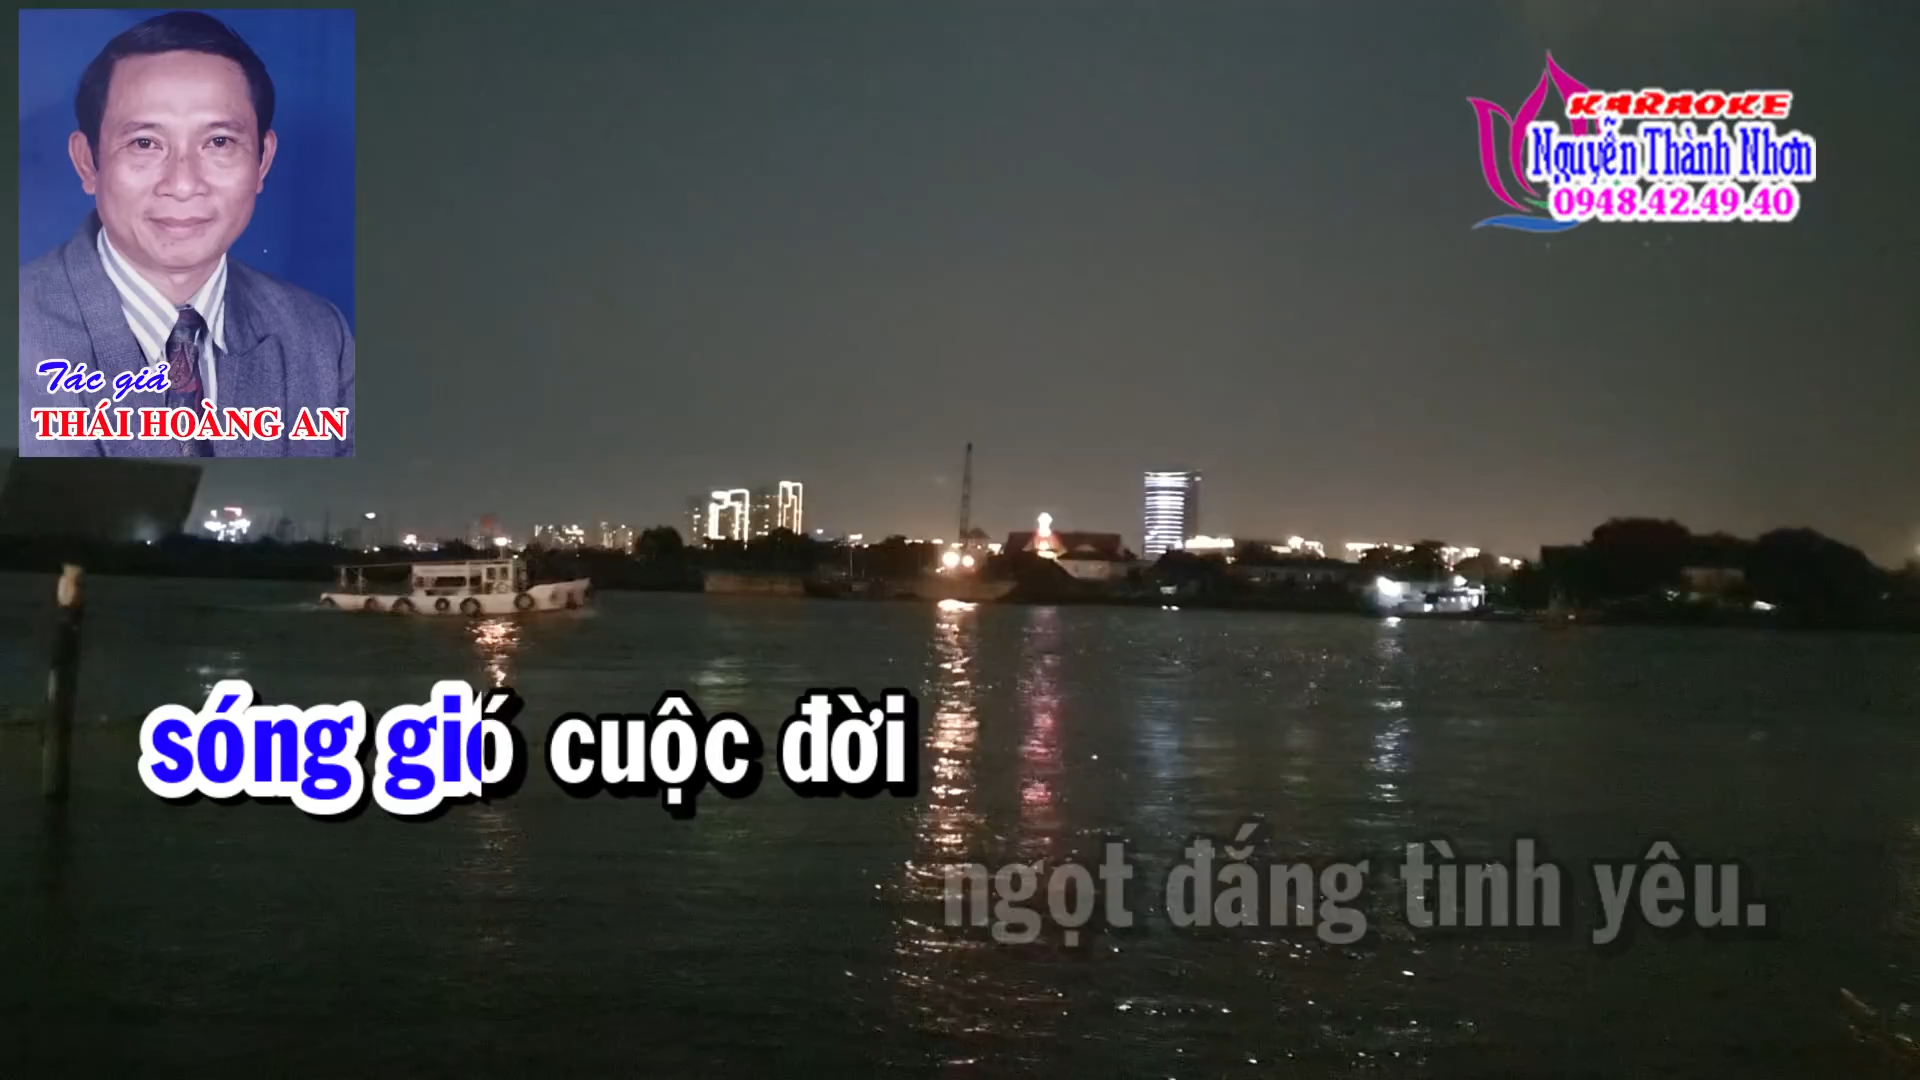 Tác giả
THÁI HOÀNG AN
KARAOKE
Nguyễn Thành Nhơn
0948.42.49.40
sóng gió cuộc đời
ngọt đắng tình yêu.